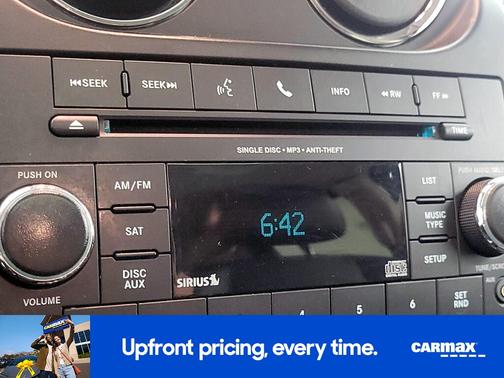 ⏮SEEK SEEK⏭ INFO ◀◀ RW FF ▶▶
TIME
SINGLE DISC • MP3 • ANTI-THEFT
PUSH ON
AM/FM
LIST
SAT
6:42
MUSIC
TYPE
DISC
AUX
SETUP
SIRIUS
VOLUME
4 5 6
SET
RND
Upfront pricing, every time.
CARMAX